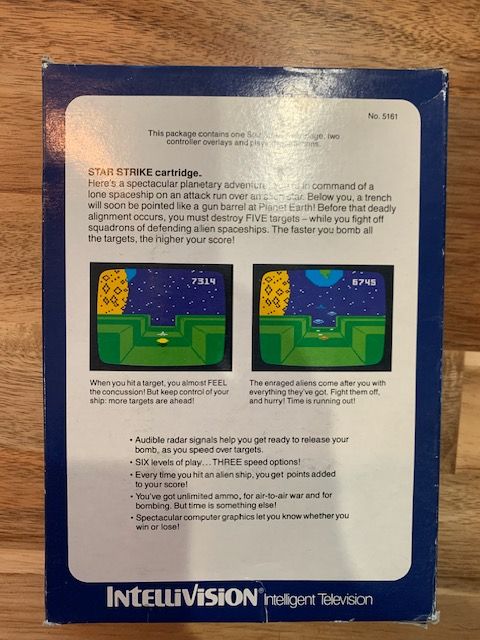 No. 5161
This package contains one two
controller overlays and
STAR STRIKE cartridge.
Here's a spectacular planetary in command of a
lone spaceship on an attack run over an star. Below you, a trench
will soon be pointed like a gun barrel at Planet Earth! Before that deadly
alignment occurs, you must destroy FIVE targets – while you fight off
squadrons of defending alien spaceships. The faster you bomb all
the targets, the higher your score!
7314
6745
When you hit a target, you almost FEEL
the concussion! But keep control of your
ship: more targets are ahead!
The enraged aliens come after you with
everything they've got. Fight them off,
and hurry! Time is running out!
• Audible radar signals help you get ready to release your
bomb, as you speed over targets.
• SIX levels of play... THREE speed options!
• Every time you hit an alien ship, you get points added
to your score!
• You've got unlimited ammo, for air-to-air war and for
bombing. But time is something else!
• Spectacular computer graphics let you know whether you
win or lose!
INTELLIVISION® Intelligent Television